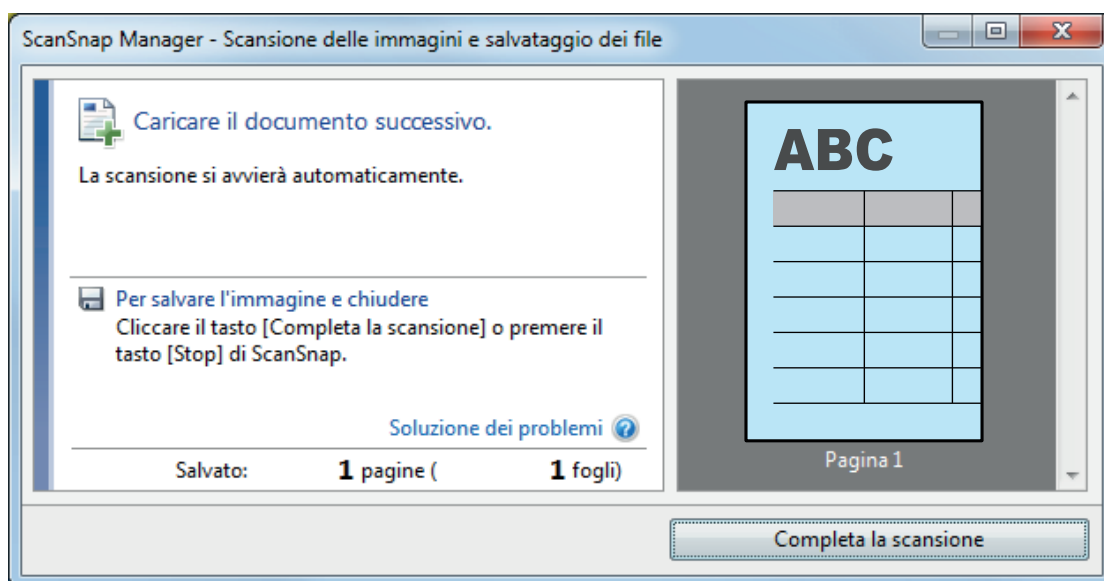 ScanSnap Manager - Scansione delle immagini e salvataggio dei file
Caricare il documento successivo.
La scansione si avvierà automaticamente.
Per salvare l'immagine e chiudere
Cliccare il tasto [Completa la scansione] o premere il
tasto [Stop] di ScanSnap.
Soluzione dei problemi
Salvato: 1 pagine ( 1 fogli)
ABC
Pagina 1
Completa la scansione